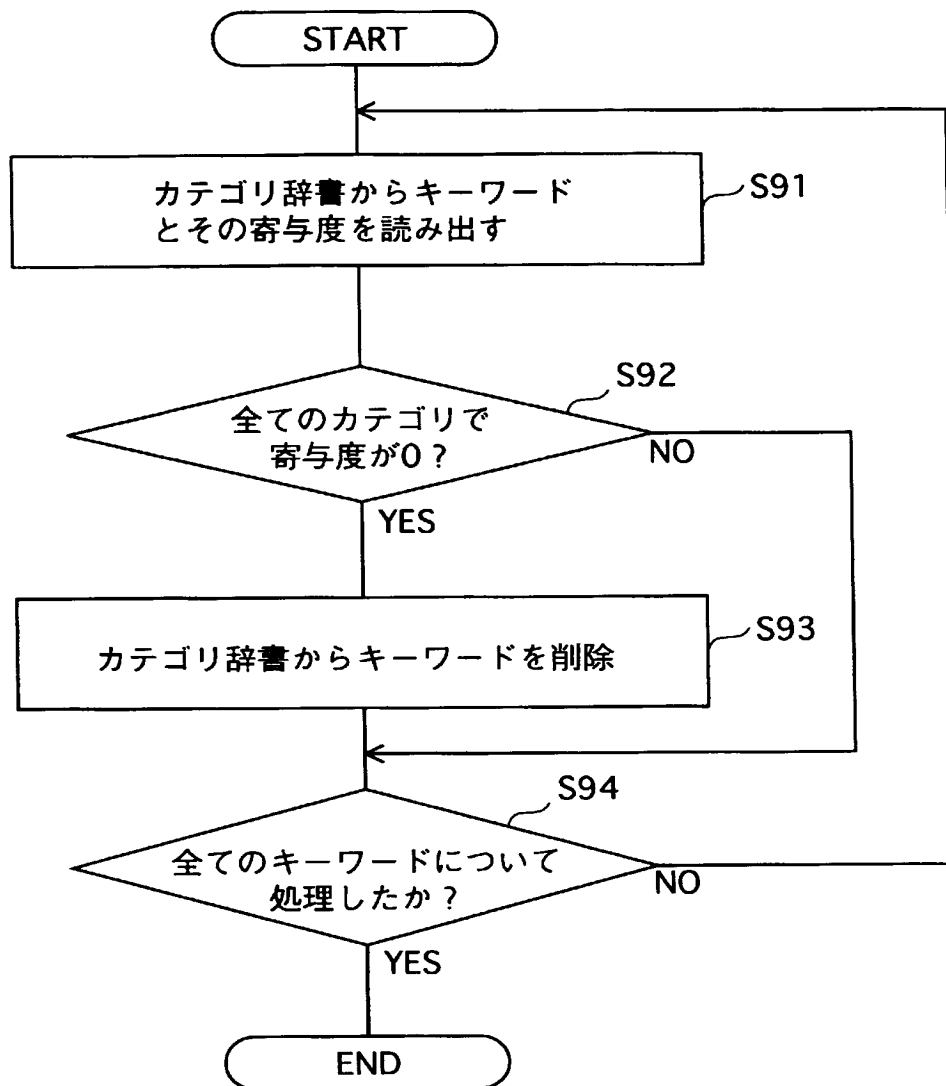 START
カテゴリ辞書からキーワード
とその寄与度を読み出す
S91
S92
全てのカテゴリで
寄与度が0？
NO
YES
S93
カテゴリ辞書からキーワードを削除
S94
全てのキーワードについて
処理したか？
NO
YES
END